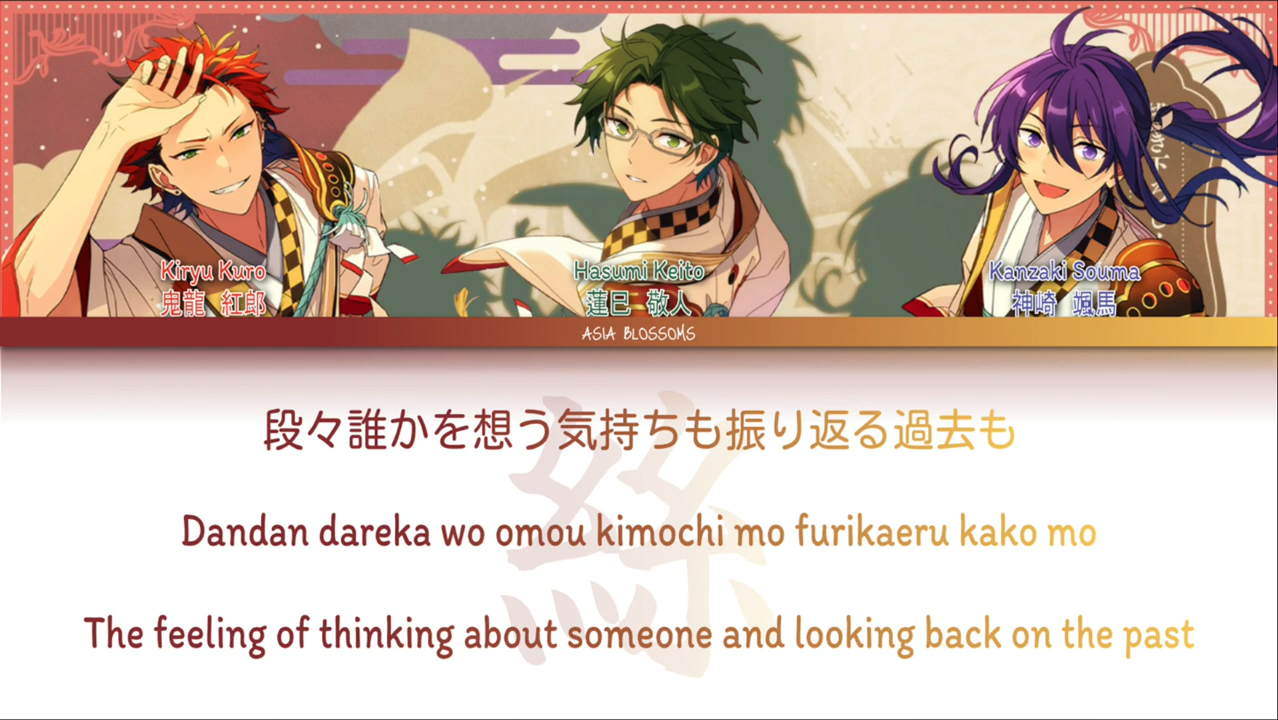 Kiryu Kuro
鬼龍 紅郎
Hasumi Keito
蓮巳 敬人
Kanzaki Souma
神崎 颯馬
ASIA BLOSSOMS
段々誰かを想う気持ちも振り返る過去も
絲
Dandan dareka wo omou kimochi mo furikaeru kako mo
The feeling of thinking about someone and looking back on the past